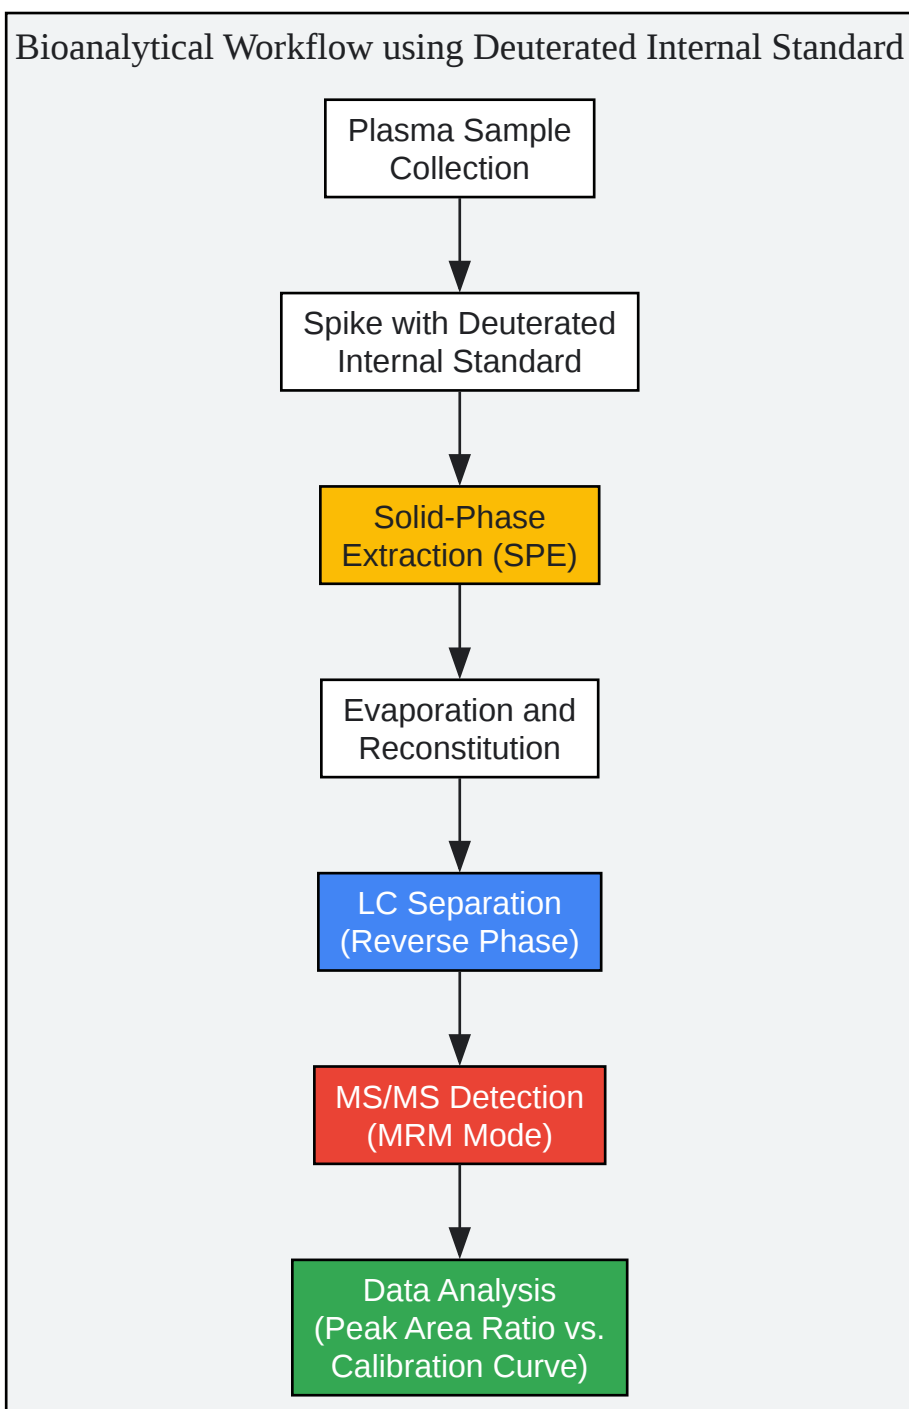 Bioanalytical Workflow using Deuterated Internal Standard
Plasma Sample
Collection
Spike with Deuterated
Internal Standard
Solid-Phase
Extraction (SPE)
Evaporation and
Reconstitution
LC Separation
(Reverse Phase)
MS/MS Detection
(MRM Mode)
Data Analysis
(Peak Area Ratio vs.
Calibration Curve)